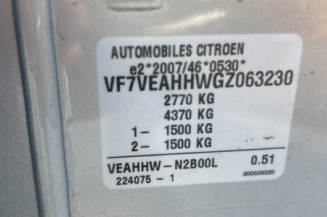 AUTOMOBILES CITROEN
e2*2007/46*0530*
VF7VEAHHWGZ063230
2770 KG
4370 KG
1- 1500 KG
2- 1500 KG
VEAHHW-N2B00L 0.51
224075 - 1